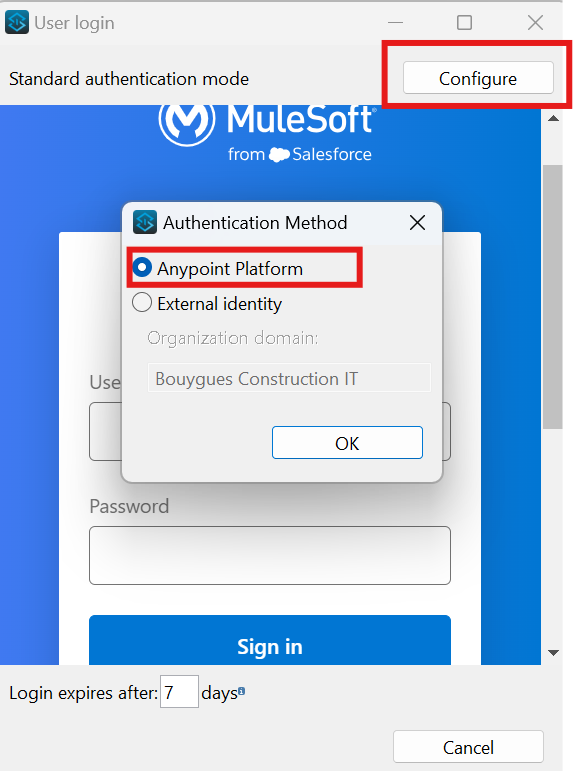 User login
Standard authentication mode
Configure
MuleSoft
from Salesforce
Authentication Method
Anypoint Platform
External identity
Organization domain:
Bouygues Construction IT
OK
Use
Password
Sign in
Login expires after: 7 days
Cancel